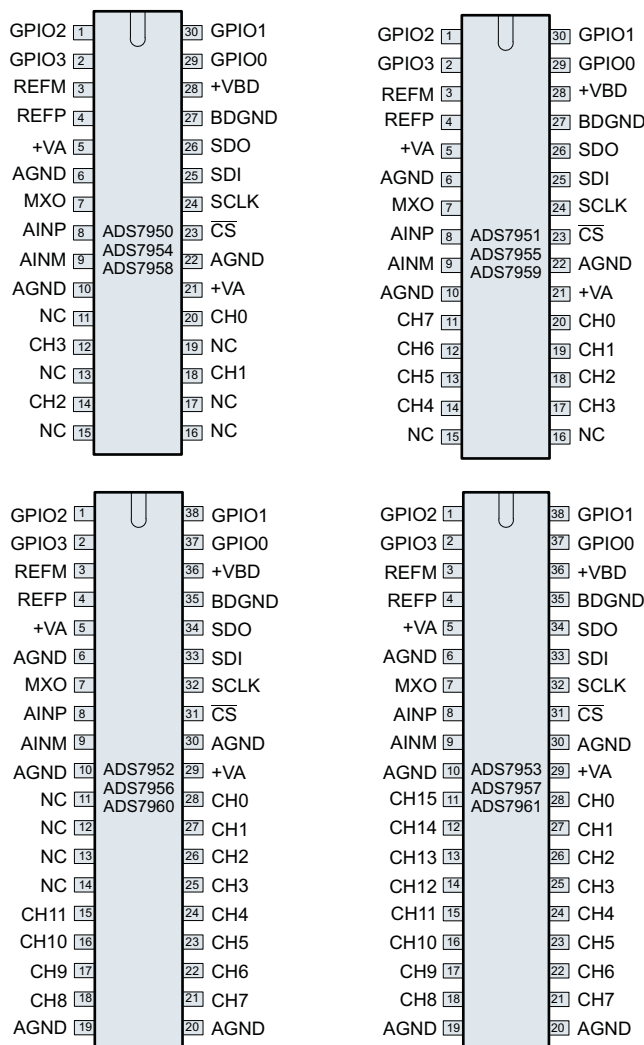 GPIO2 1 30 GPIO1
GPIO3 2 29 GPIO0
REFM 3 28 +VBD
REFP 4 27 BDGND
+VA 5 26 SDO
AGND 6 25 SDI
MXO 7 24 SCLK
AINP 8 23 CS
AINM 9 22 AGND
AGND 10 21 +VA
NC 11 20 CH0
CH3 12 19 NC
NC 13 18 CH1
CH2 14 17 NC
NC 15 16 NC
ADS7950
ADS7954
ADS7958
GPIO2 1 30 GPIO1
GPIO3 2 29 GPIO0
REFM 3 28 +VBD
REFP 4 27 BDGND
+VA 5 26 SDO
AGND 6 25 SDI
MXO 7 24 SCLK
AINP 8 23 CS
AINM 9 22 AGND
AGND 10 21 +VA
CH7 11 20 CH0
CH6 12 19 CH1
CH5 13 18 CH2
CH4 14 17 CH3
NC 15 16 NC
ADS7951
ADS7955
ADS7959
GPIO2 1 38 GPIO1
GPIO3 2 37 GPIO0
REFM 3 36 +VBD
REFP 4 35 BDGND
+VA 5 34 SDO
AGND 6 33 SDI
MXO 7 32 SCLK
AINP 8 31 CS
AINM 9 30 AGND
AGND 10 29 +VA
NC 11 28 CH0
NC 12 27 CH1
NC 13 26 CH2
NC 14 25 CH3
CH11 15 24 CH4
CH10 16 23 CH5
CH9 17 22 CH6
CH8 18 21 CH7
AGND 19 20 AGND
ADS7952
ADS7956
ADS7960
GPIO2 1 38 GPIO1
GPIO3 2 37 GPIO0
REFM 3 36 +VBD
REFP 4 35 BDGND
+VA 5 34 SDO
AGND 6 33 SDI
MXO 7 32 SCLK
AINP 8 31 CS
AINM 9 30 AGND
AGND 10 29 +VA
CH15 11 28 CH0
CH14 12 27 CH1
CH13 13 26 CH2
CH12 14 25 CH3
CH11 15 24 CH4
CH10 16 23 CH5
CH9 17 22 CH6
CH8 18 21 CH7
AGND 19 20 AGND
ADS7953
ADS7957
ADS7961